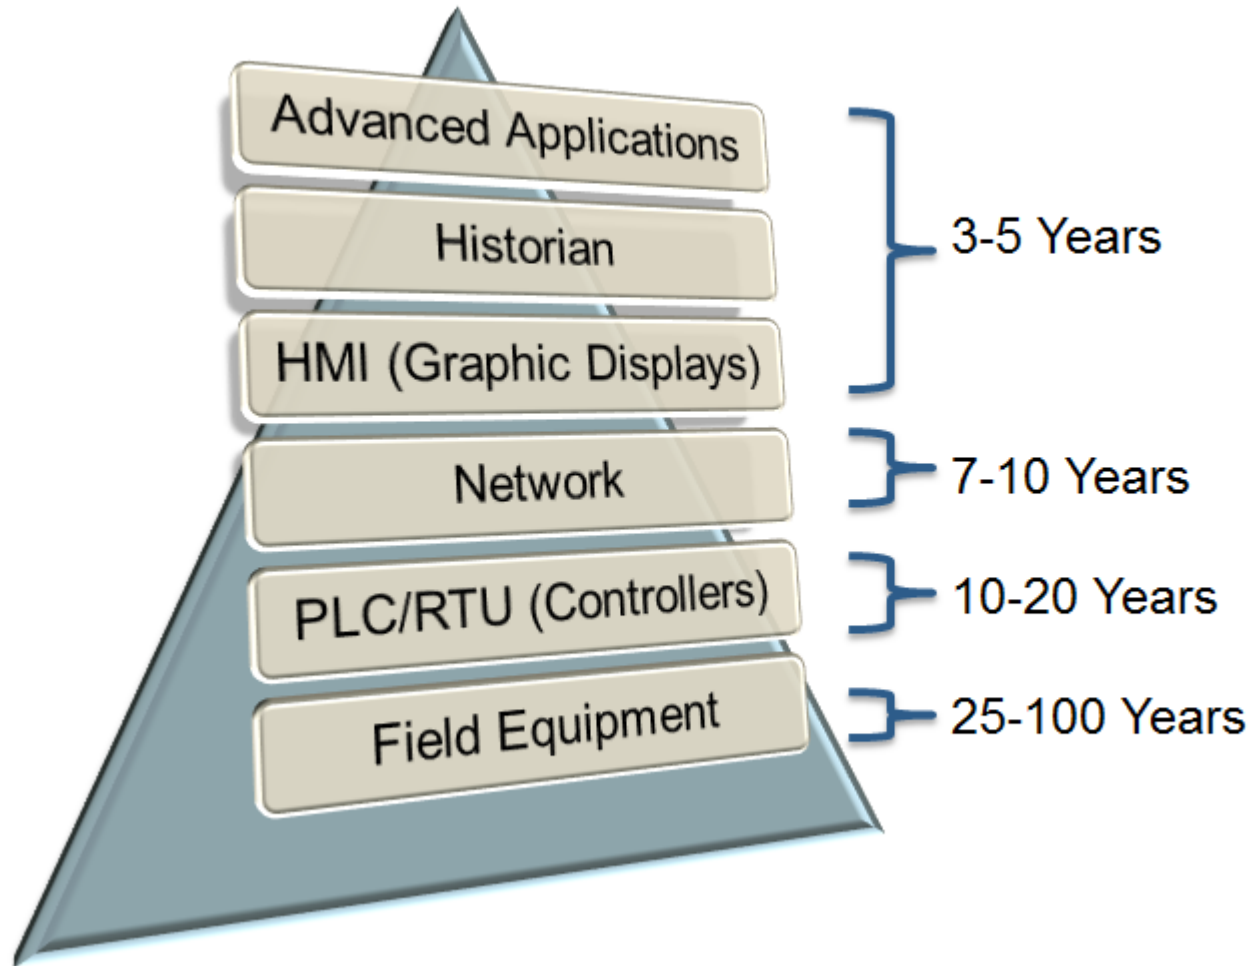 Advanced Applications
Historian
3-5 Years
HMI (Graphic Displays)
Network
7-10 Years
PLC/RTU (Controllers)
10-20 Years
Field Equipment
25-100 Years